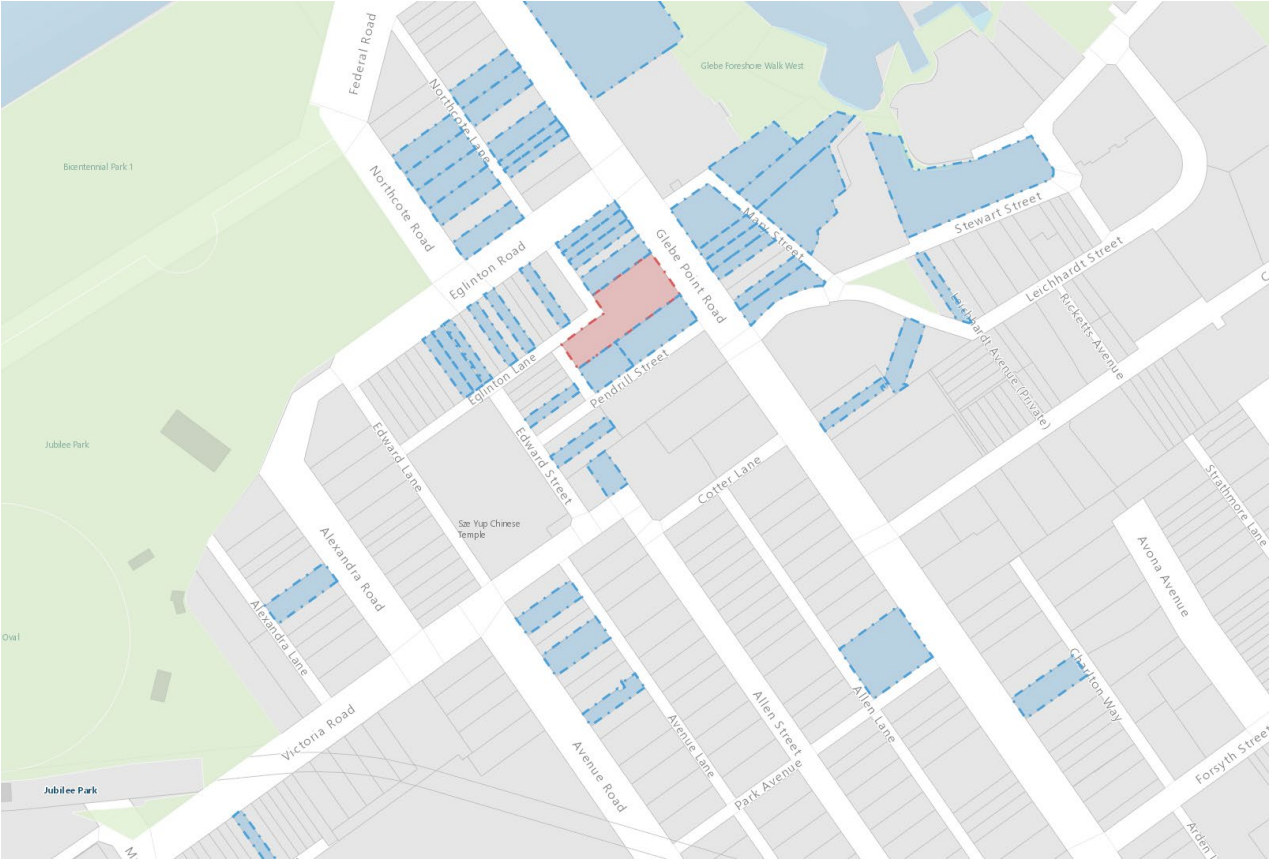 Federal Road
Glebe Foreshore Walk West
Northcote Lane
Bicentennial Park 1
Northcote Road
Mary Street
Stewart Street
Glebe Point Road
Eglinton Road
Leichhardt Street
Leichhardt Avenue (Private)
Ricketts Avenue
Eglinton Lane
Pendrill Street
Jubilee Park
Edward Lane
Edward Street
Cotter Lane
Strathmore Lane
Sze Yup Chinese
Temple
Alexandra Road
Avona Avenue
Alexandra Lane
Oval
Charlton Way
Allen Lane
Allen Street
Victoria Road
Avenue Lane
Avenue Road
Park Avenue
Forsyth Street
Jubilee Park
Arden
M